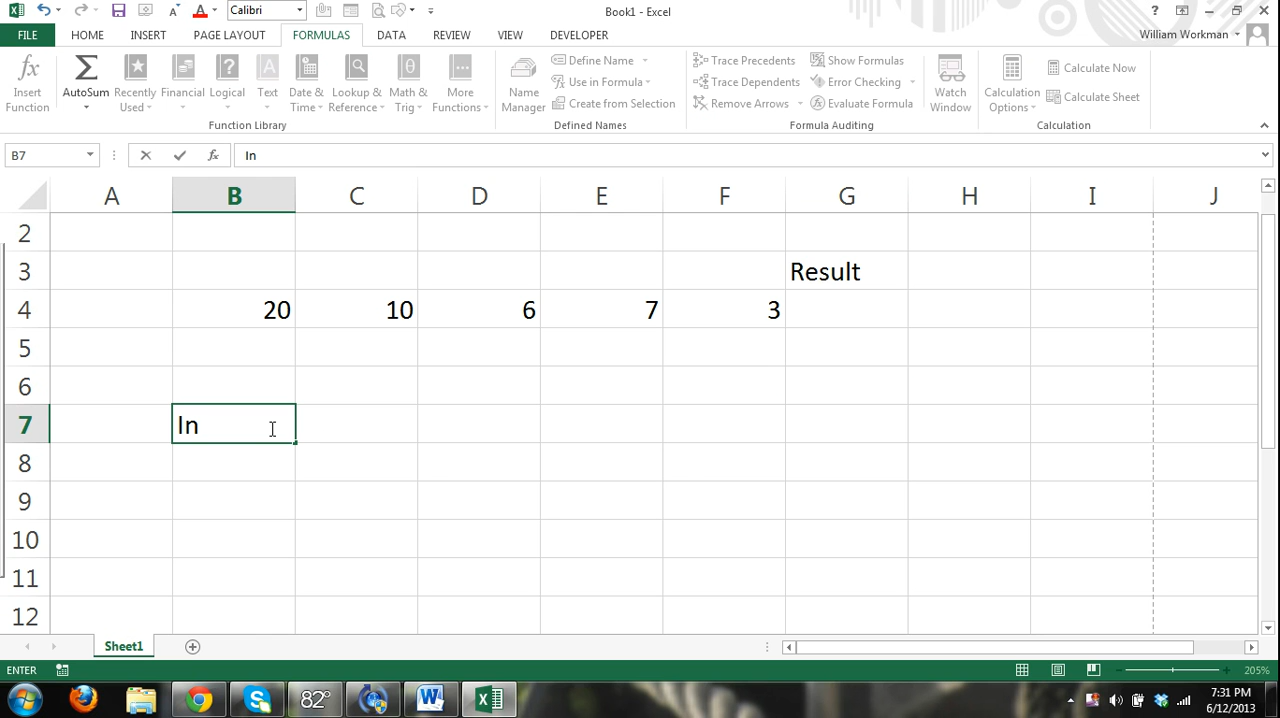 Calibri
Book1 - Excel
?
FILE HOME INSERT PAGE LAYOUT FORMULAS DATA REVIEW VIEW DEVELOPER William Workman
fx Insert Function
Σ AutoSum
Recently Used
Financial
Logical
Text
Date & Time
Lookup & Reference
Math & Trig
More Functions
Function Library
Name Manager
Define Name
Use in Formula
Create from Selection
Defined Names
Trace Precedents
Trace Dependents
Remove Arrows
Show Formulas
Error Checking
Evaluate Formula
Formula Auditing
Watch Window
Calculation Options
Calculate Now
Calculate Sheet
Calculation
B7 fx In
A B C D E F G H I J
2
3 Result
4 20 10 6 7 3
5
6
7 In
8
9
10
11
12
Sheet1
ENTER 205%
82°
7:31 PM
6/12/2013